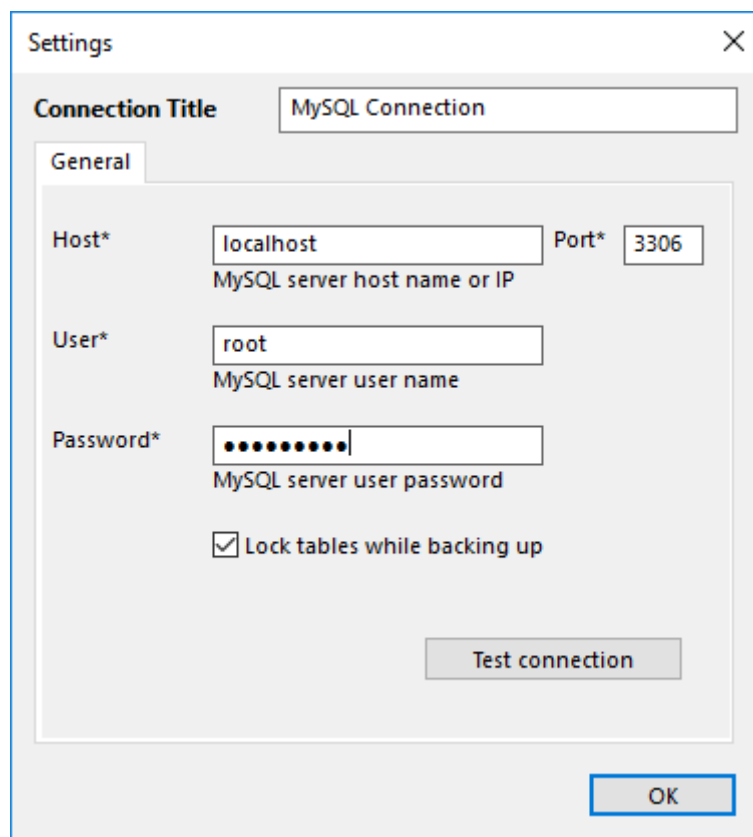 Settings
Connection Title MySQL Connection
General
Host* localhost Port* 3306
MySQL server host name or IP
User* root
MySQL server user name
Password* ●●●●●●●●●
MySQL server user password
Lock tables while backing up
Test connection
OK